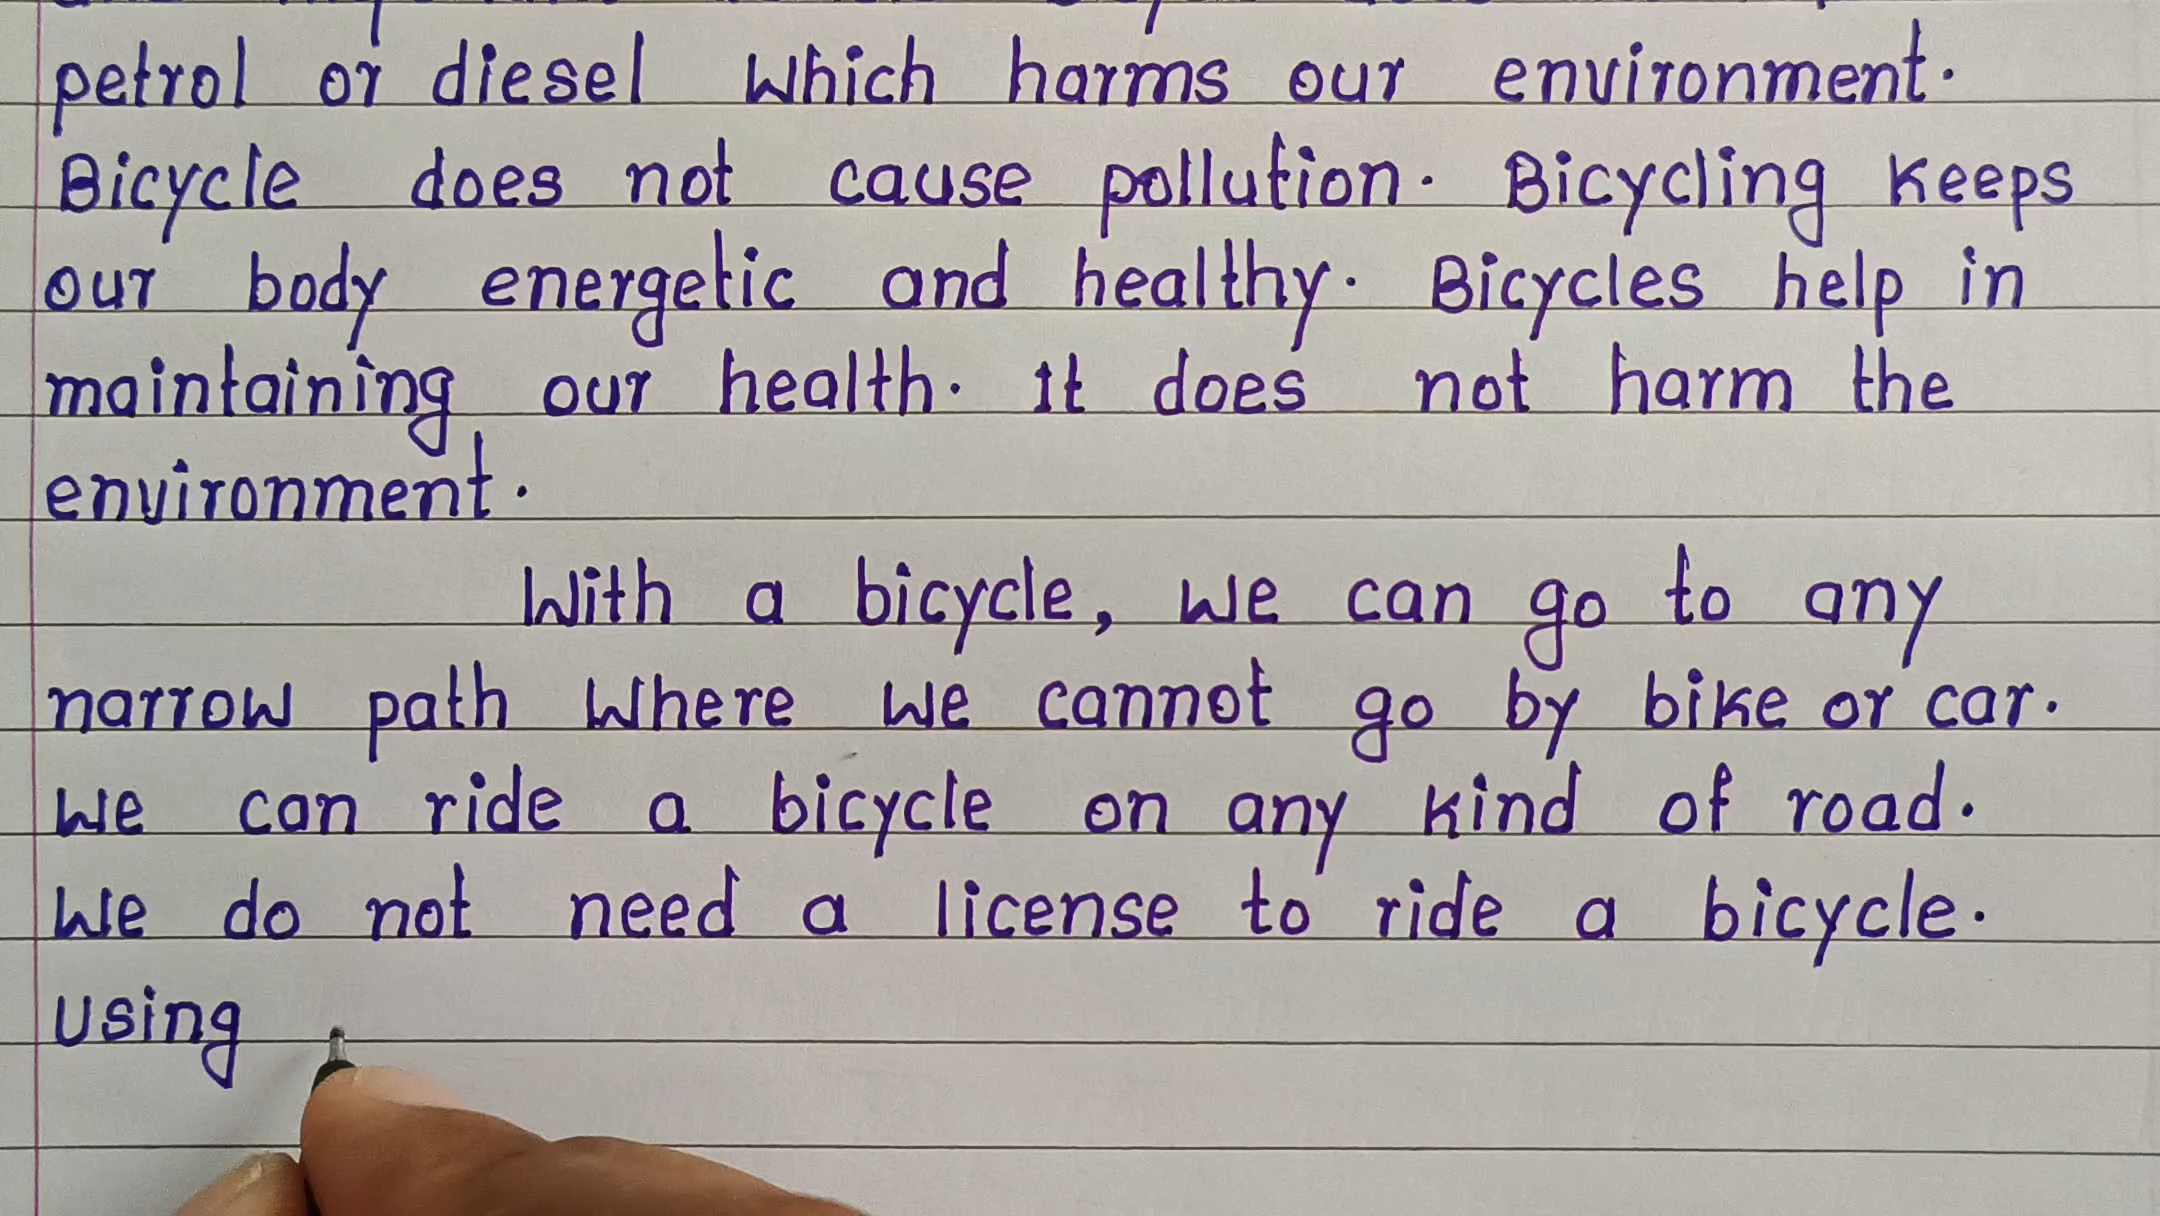 petrol or diesel which harms our environment.
Bicycle does not cause pollution. Bicycling keeps
our body energetic and healthy. Bicycles help in
maintaining our health. It does not harm the
environment.
With a bicycle, we can go to any
narrow path where we cannot go by bike or car.
We can ride a bicycle on any kind of road.
We do not need a license to ride a bicycle.
Using